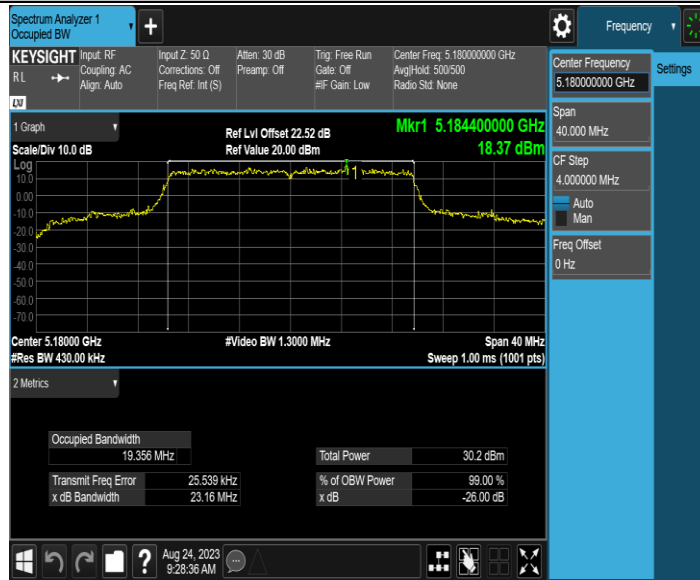 Spectrum Analyzer 1
Occupied BW
+
Frequency
KEYSIGHT
RL
LXI
Input: RF
Coupling: AC
Align: Auto
Input Z: 50 Ω
Corrections: Off
Freq Ref: Int (S)
Atten: 30 dB
Preamp: Off
Trig: Free Run
Gate: Off
#IF Gain: Low
Center Freq: 5.180000000 GHz
Avg|Hold: 500/500
Radio Std: None
Center Frequency
5.180000000 GHz
Settings
Span
40.000 MHz
CF Step
4.000000 MHz
Auto
Man
Freq Offset
0 Hz
1 Graph
Ref Lvl Offset 22.52 dB
Mkr1 5.184400000 GHz
Scale/Div 10.0 dB
Ref Value 20.00 dBm
18.37 dBm
Log
10.0
0.00
-10.0
-20.0
-30.0
-40.0
-50.0
-60.0
-70.0
1
Center 5.18000 GHz
#Video BW 1.3000 MHz
Span 40 MHz
#Res BW 430.00 kHz
Sweep 1.00 ms (1001 pts)
2 Metrics
Occupied Bandwidth
19.356 MHz
Total Power 30.2 dBm
Transmit Freq Error 25.539 kHz
% of OBW Power 99.00 %
x dB Bandwidth 23.16 MHz
x dB -26.00 dB
?
Aug 24, 2023
9:28:36 AM